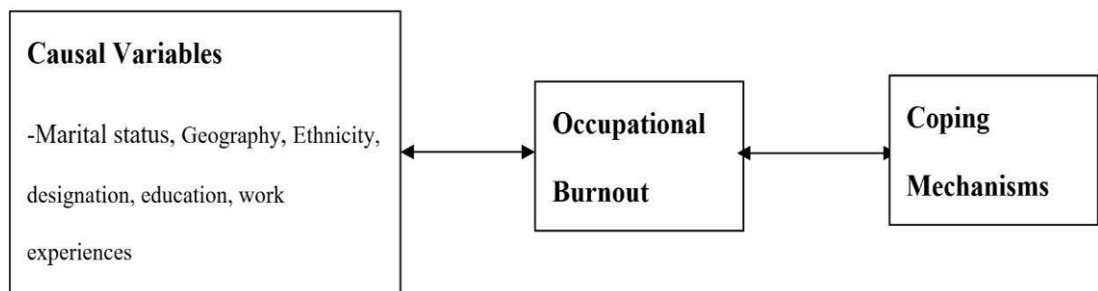 Causal Variables
-Marital status, Geography, Ethnicity,
designation, education, work
experiences
Occupational
Burnout
Coping
Mechanisms